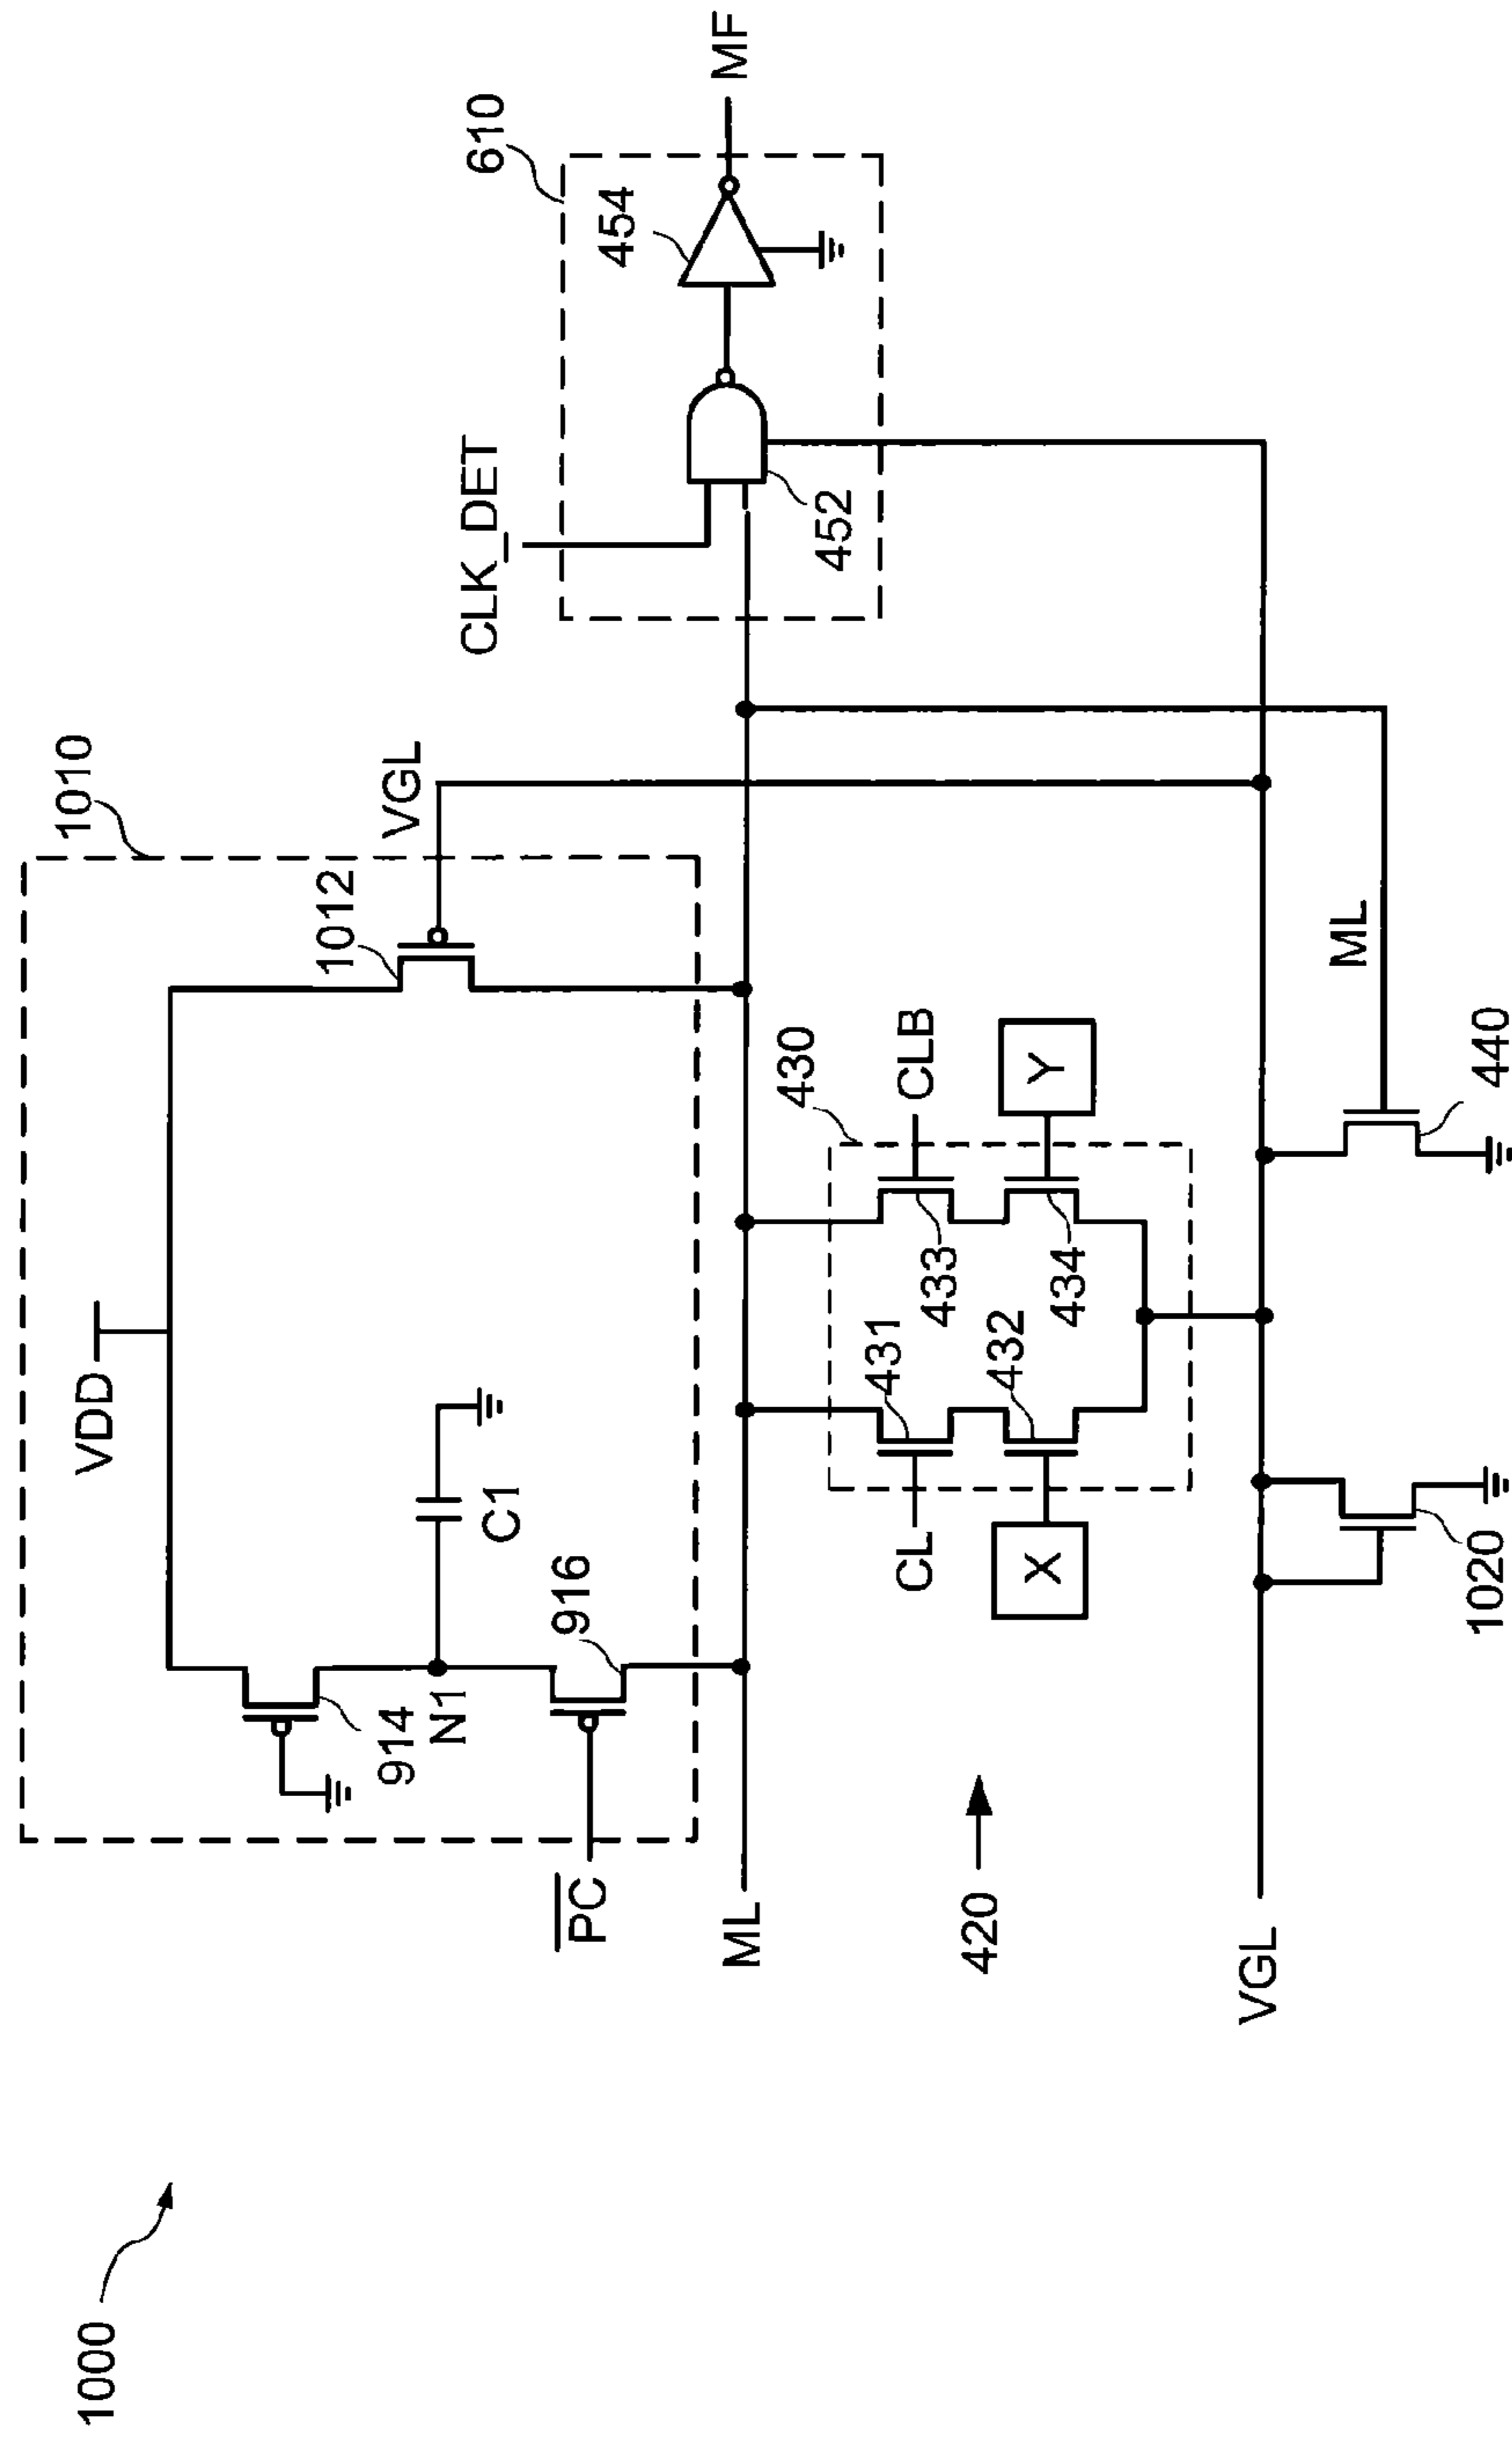 1000
1010
VDD
914
N1
C1
916
PC
1012
VGL
610
CLK_DET
452
454
MF
ML
420
430
CL
431
X
432
433
CLB
434
Y
VGL
1020
440
ML